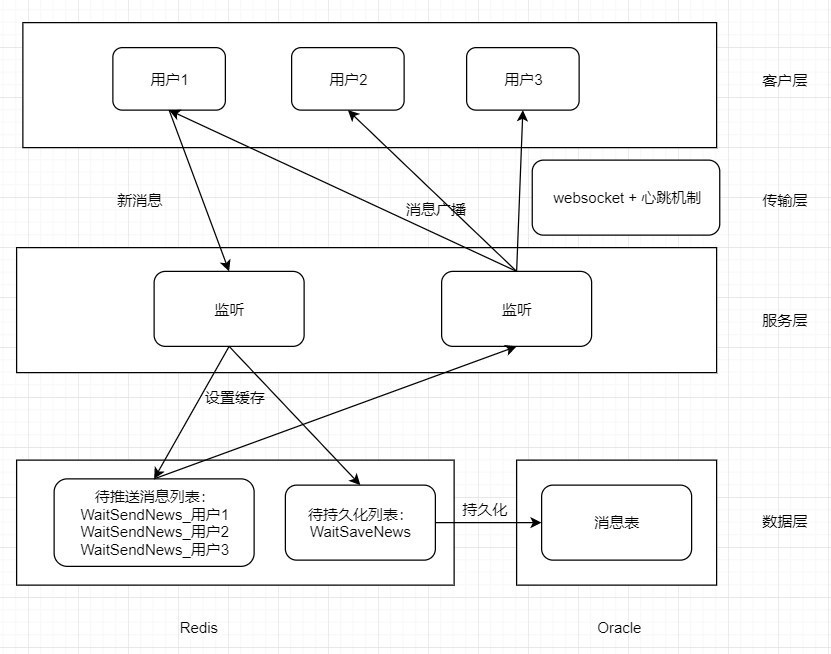 用户1
用户2
用户3
客户层
新消息
消息广播
websocket + 心跳机制
传输层
监听
监听
服务层
设置缓存
待推送消息列表：
WaitSendNews_用户1
WaitSendNews_用户2
WaitSendNews_用户3
待持久化列表：
WaitSaveNews
持久化
消息表
数据层
Redis
Oracle